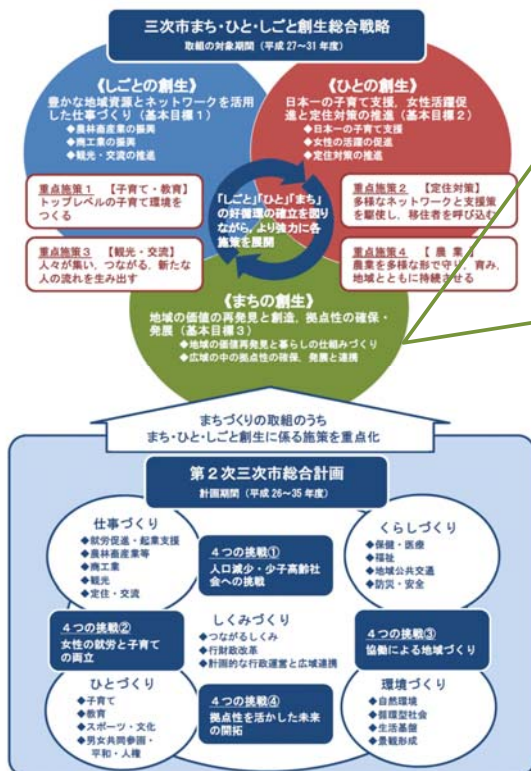 三次市まち・ひと・しごと創生総合戦略
取組の対象期間（平成27～31年度）
《しごとの創生》
豊かな地域資源とネットワークを活用
した仕事づくり（基本目標１）
◆農林畜産業の振興
◆商工業の振興
◆観光・交流の推進
《ひとの創生》
日本一の子育て支援，女性活躍促
進と定住対策の推進（基本目標２）
◆日本一の子育て支援
◆女性の活躍の促進
◆定住対策の推進
重点施策１　【子育て・教育】
トップレベルの子育て環境を
つくる
重点施策２　【定住対策】
多様なネットワークと支援策
を駆使し，移住者を呼び込む
「しごと」「ひと」「まち」
の好循環の確立を図り
ながら，より強力に各
施策を展開
重点施策３　【観光・交流】
人々が集い，つながる，新たな
人の流れを生み出す
重点施策４　【 農 業 】
農業を多様な形で守り，育み，
地域とともに持続させる
《まちの創生》
地域の価値の再発見と創造，拠点性の確保・
発展（基本目標３）
◆地域の価値再発見と暮らしの仕組みづくり
◆広域の中の拠点性の確保，発展と連携
まちづくりの取組のうち
まち・ひと・しごと創生に係る施策を重点化
第２次三次市総合計画
計画期間（平成26～35年度）
仕事づくり
◆就労促進・起業支援
◆農林畜産業等
◆商工業
◆観光
◆定住・交流
４つの挑戦①
人口減少・少子高齢社
会への挑戦
くらしづくり
◆保健・医療
◆福祉
◆地域公共交通
◆防災・安全
４つの挑戦②
女性の就労と子育て
の両立
しくみづくり
◆つながるしくみ
◆行財政改革
◆計画的な行政運営と広域連携
４つの挑戦③
協働による地域づくり
ひとづくり
◆子育て
◆教育
◆スポーツ・文化
◆男女共同参画・
平和・人権
４つの挑戦④
拠点性を活かした未来
の開拓
環境づくり
◆自然環境
◆循環型社会
◆生活基盤
◆景観形成